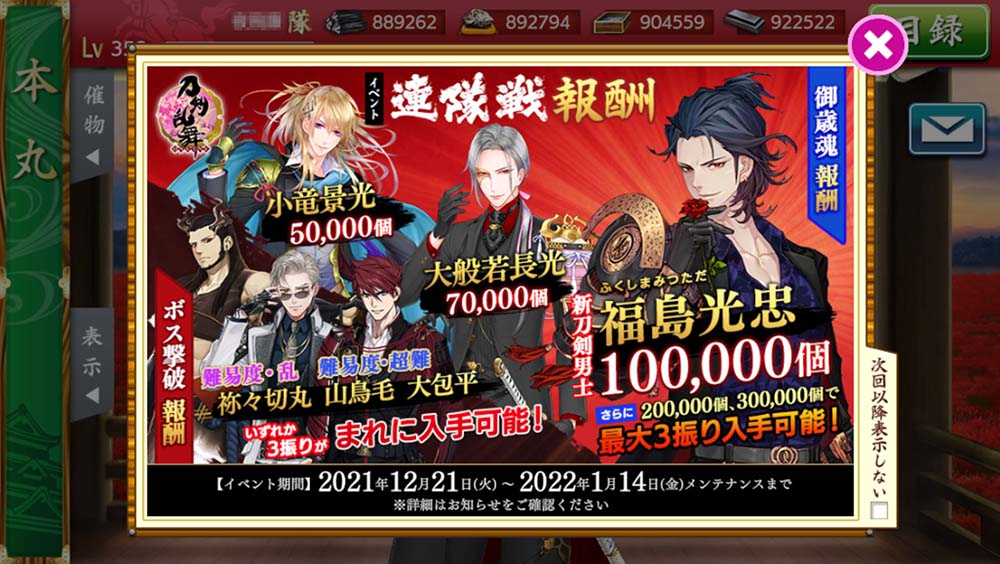 隊
889262
892794
904559
922522
目録
Lv 35
本丸
催物
表示
刀剣乱舞
イベント
連隊戦 報酬
御歳魂 報酬
小竜景光
50,000個
大般若長光
70,000個
新刀剣男士
ふくしまみつただ
福島光忠
100,000個
さらに 200,000個、300,000個で
最大3振り入手可能!
ボス撃破 報酬
難易度・乱 難易度・超難
祢々切丸 山鳥毛 大包平
いずれか
3振りが まれに入手可能!
【イベント期間】2021年12月21日(火)～2022年1月14日(金)メンテナンスまで
※詳細はお知らせをご確認ください
次回以降表示しない